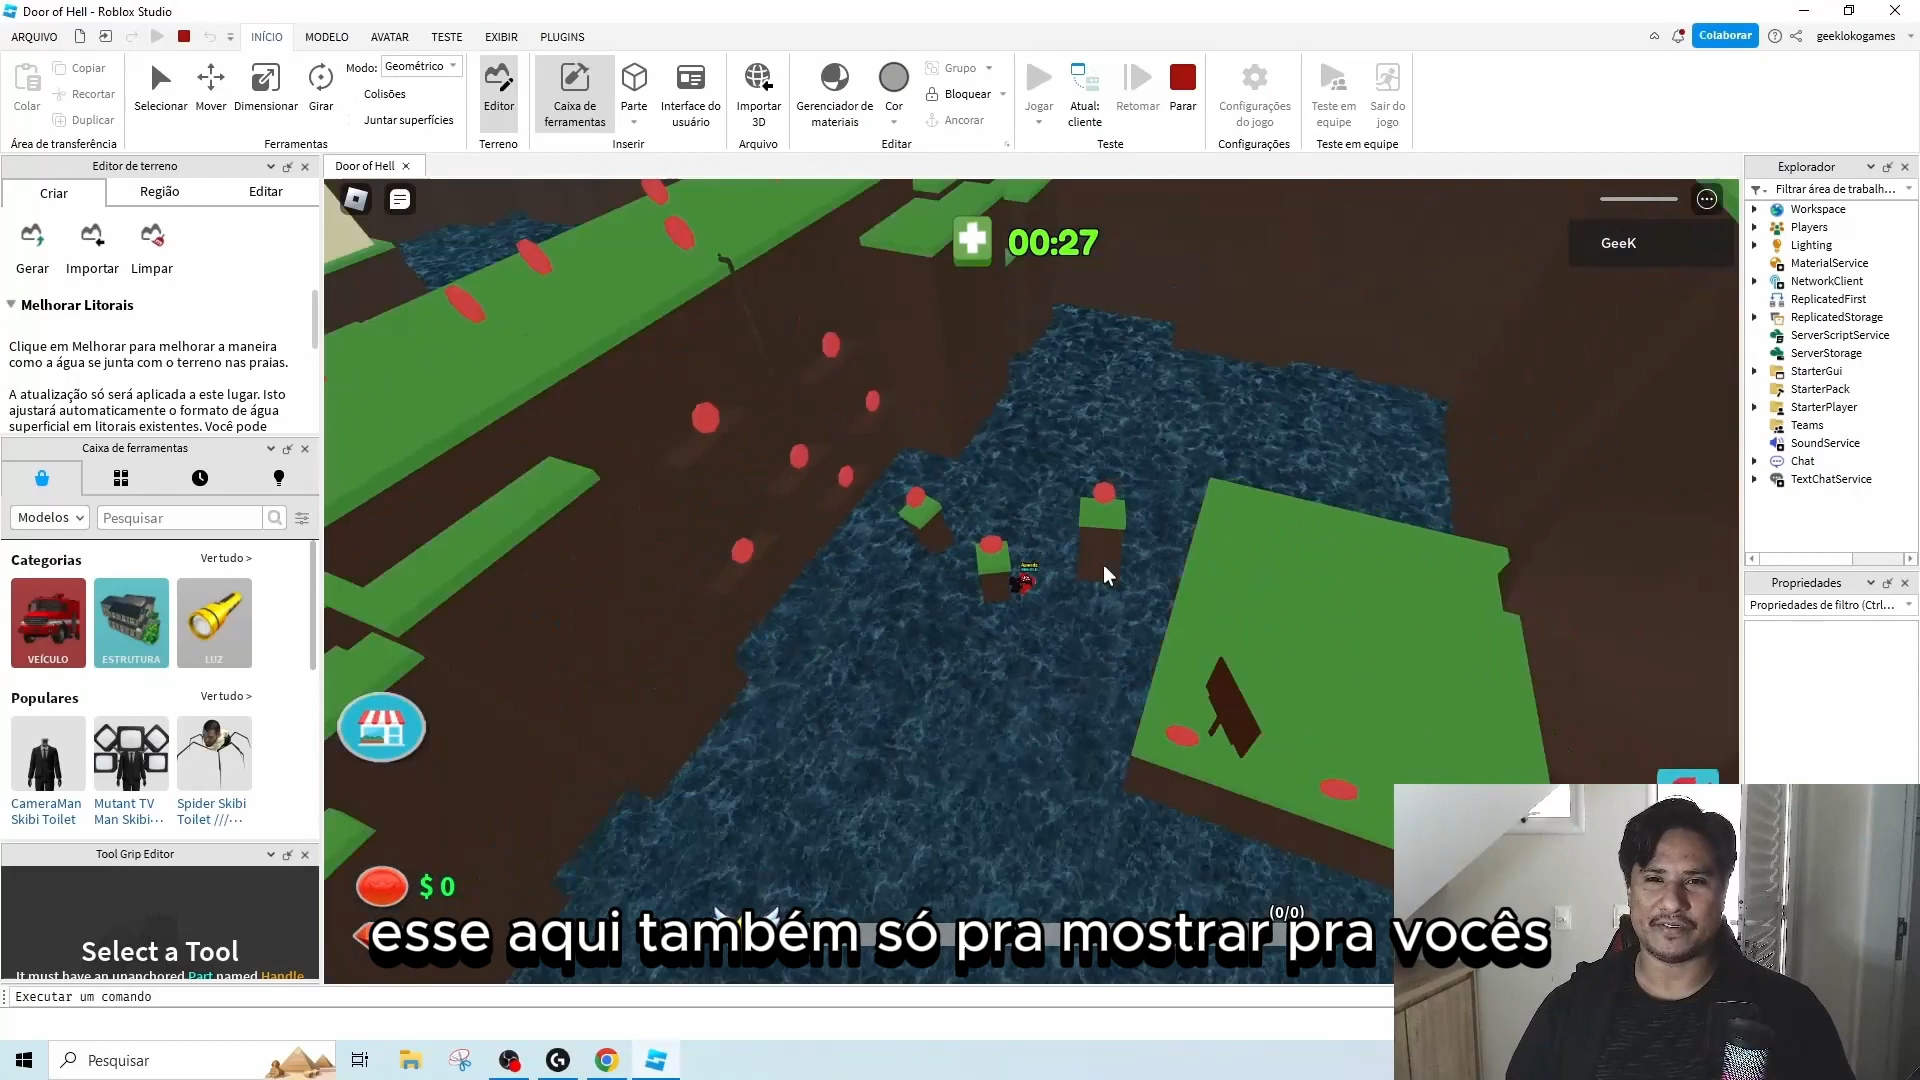 Door of Hell - Roblox Studio
ARQUIVO
INÍCIO
MODELO
AVATAR
TESTE
EXIBIR
PLUGINS
Colaborar
geeklokogames
Colar
Copiar
Recortar
Duplicar
Área de transferência
Selecionar
Mover
Dimensionar
Girar
Modo:
Geométrico
Colisões
Juntar superfícies
Ferramentas
Editor
Terreno
Caixa de
ferramentas
Parte
Interface do
usuário
Inserir
Importar
3D
Arquivo
Gerenciador de
materiais
Cor
Grupo
Bloquear
Ancorar
Editar
Jogar
Atual:
cliente
Retomar
Parar
Teste
Configurações
do jogo
Configurações
Teste em
equipe
Sair do
jogo
Teste em equipe
Editor de terreno
Criar
Região
Editar
Gerar
Importar
Limpar
Melhorar Litorais
Clique em Melhorar para melhorar a maneira
como a água se junta com o terreno nas praias.
A atualização só será aplicada a este lugar. Isto
ajustará automaticamente o formato de água
superficial em litorais existentes. Você pode
Caixa de ferramentas
Modelos
Pesquisar
Categorias
Ver tudo >
VEÍCULO
ESTRUTURA
LUZ
Populares
Ver tudo >
CameraMan
Skibi Toilet
Mutant TV
Man Skibi···
Spider Skibi
Toilet ///···
Tool Grip Editor
Select a Tool
It must have an unanchored Part named Handle
Executar um comando
Door of Hell
00:27
GeeK
$ 0
(0/0)
esse aqui também só pra mostrar pra vocês
Explorador
Filtrar área de trabalh...
Workspace
Players
Lighting
MaterialService
NetworkClient
ReplicatedFirst
ReplicatedStorage
ServerScriptService
ServerStorage
StarterGui
StarterPack
StarterPlayer
Teams
SoundService
Chat
TextChatService
Propriedades
Propriedades de filtro (Ctrl...
Pesquisar